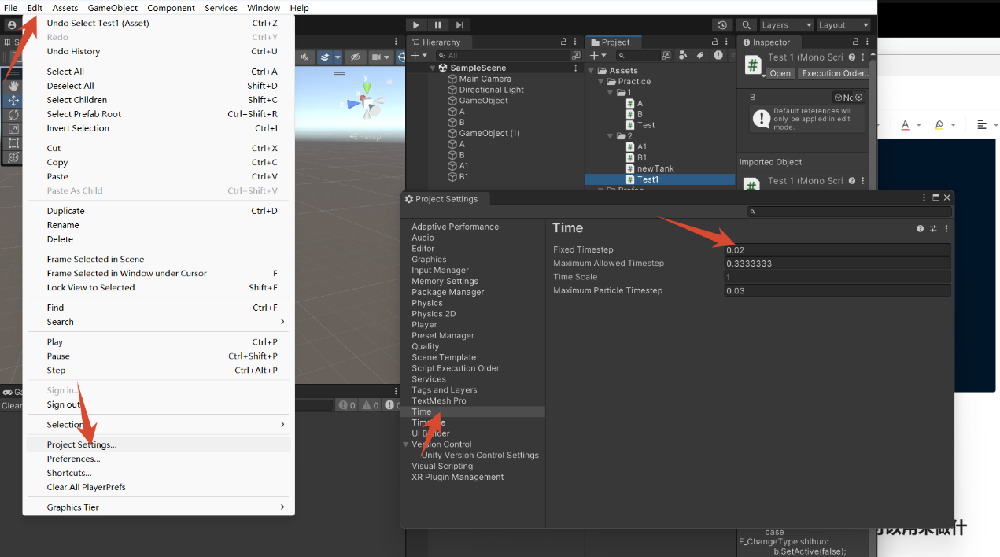 File Edit Assets GameObject Component Services Window Help
Undo Select Test1 (Asset) Ctrl+Z
Redo Ctrl+Y
Undo History Ctrl+U
Select All Ctrl+A
Deselect All Shift+D
Select Children Shift+C
Select Prefab Root Ctrl+Shift+R
Invert Selection Ctrl+I
Cut Ctrl+X
Copy Ctrl+C
Paste Ctrl+V
Paste As Child Ctrl+Shift+V
Duplicate Ctrl+D
Rename
Delete
Frame Selected in Scene
Frame Selected in Window under Cursor F
Lock View to Selected Shift+F
Find Ctrl+F
Search
Play Ctrl+P
Pause Ctrl+Shift+P
Step Ctrl+Alt+P
Sign in...
Sign out
Selection
Project Settings...
Preferences...
Shortcuts...
Clear All PlayerPrefs
Graphics Tier
Clear
0 0 0
y
x
z
Persp
Layers Layout
Hierarchy
All
SampleScene
Main Camera
Directional Light
GameObject
A
B
GameObject (1)
A
B
A1
B1
Project
Assets
Practice
1
A
B
Test
2
A1
B1
newTank
Test1
Prefab
Inspector
Test 1 (Mono Scri
Open Execution Order..
B
Default references will
only be applied in edit
mode.
Imported Object
Test 1 (Mono Scri
Project Settings
Adaptive Performance
Audio
Editor
Graphics
Input Manager
Memory Settings
Package Manager
Physics
Physics 2D
Player
Preset Manager
Quality
Scene Template
Script Execution Order
Services
Tags and Layers
TextMesh Pro
Time
UI Builder
Version Control
Unity Version Control Settings
Visual Scripting
XR Plugin Management
Time
Fixed Timestep 0.02
Maximum Allowed Timestep 0.3333333
Time Scale 1
Maximum Particle Timestep 0.03
case
E_ChangeType.shihuo:
b.SetActive(false);
A
以用来做什